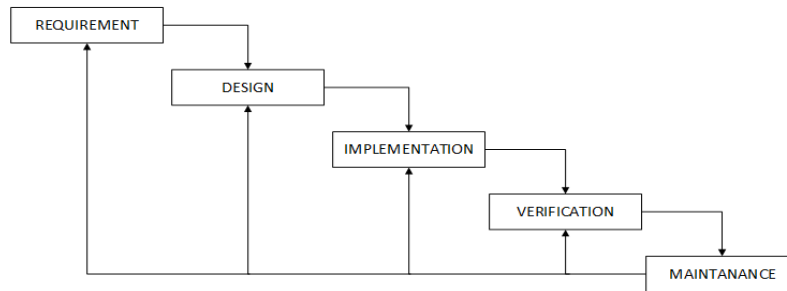 REQUIREMENT
DESIGN
IMPLEMENTATION
VERIFICATION
MAINTANANCE